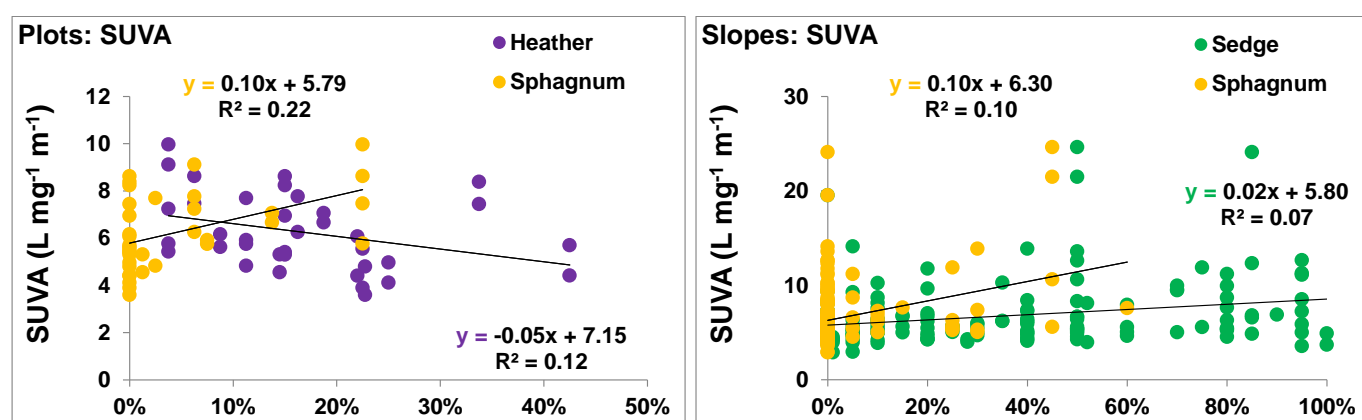 Plots: SUVA
Heather
Sphagnum
y = 0.10x + 5.79
R² = 0.22
y = -0.05x + 7.15
R² = 0.12
SUVA (L mg⁻¹ m⁻¹)
12
10
8
6
4
2
0
0% 10% 20% 30% 40% 50%
Slopes: SUVA
Sedge
Sphagnum
y = 0.10x + 6.30
R² = 0.10
y = 0.02x + 5.80
R² = 0.07
SUVA (L mg⁻¹ m⁻¹)
30
20
10
0
0% 20% 40% 60% 80% 100%